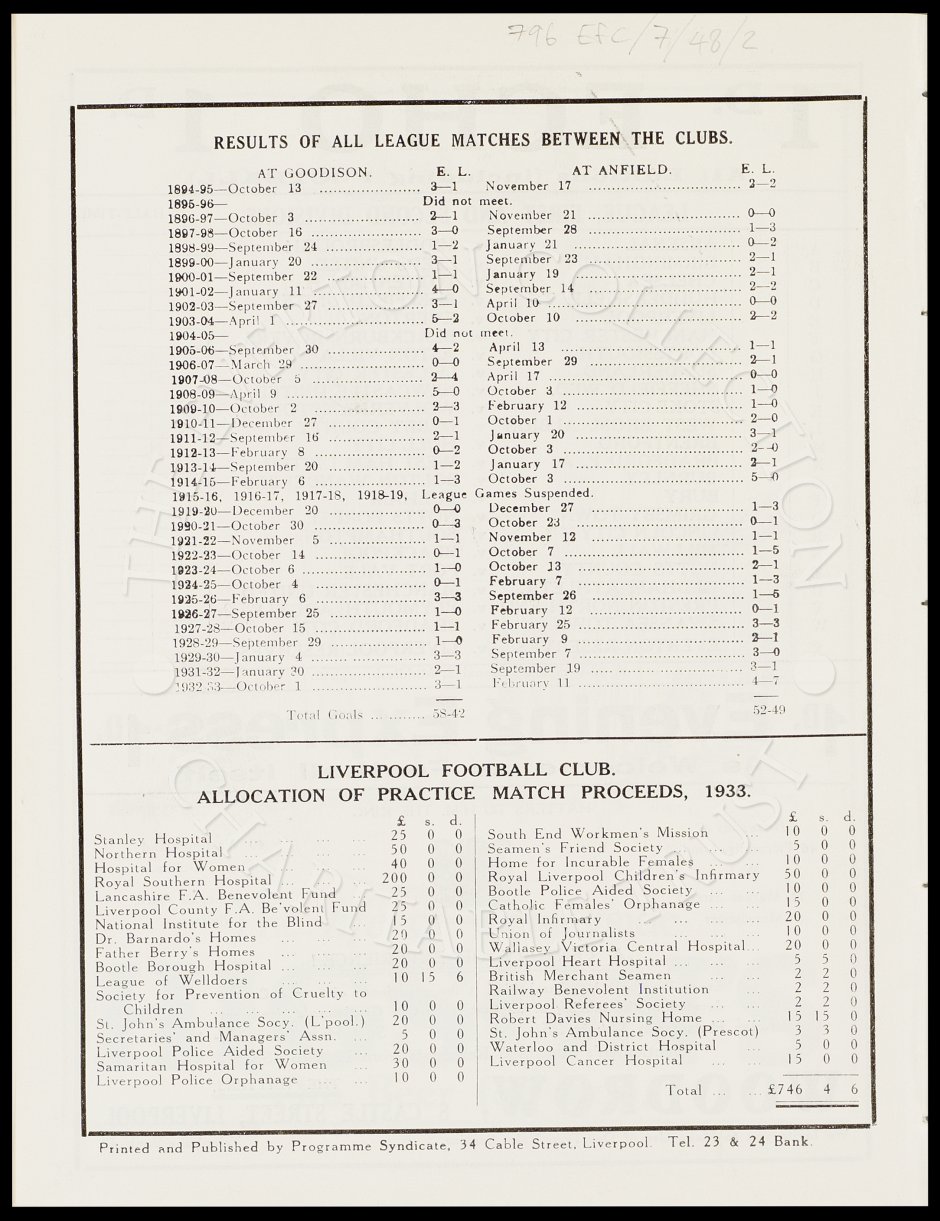 796 EFC/7/48/2
RESULTS OF ALL LEAGUE MATCHES BETWEEN THE CLUBS.
AT GOODISON. E. L. AT ANFIELD. E. L.
1894-95—October 13 ...................... 3—1 November 17 ................................. 2—2
1895-96— Did not meet.
1896-97—October 3 ......................... 2—1 November 21 ................................. 0—0
1897-98—October 16 ........................ 3—0 September 28 ................................. 1—3
1898-99—September 24 ..................... 1—2 January 21 ................................. 0—2
1899-00—January 20 ........................ 3—1 September 23 ................................. 2—1
1900-01—September 22 ..................... 1—1 January 19 ................................. 2—1
1901-02—January 11 ........................ 4—0 September 14 ................................. 2—2
1902-03—September 27 ..................... 3—1 April 10 ................................. 0—0
1903-04—April 1 ........................ 5—2 October 10 ................................. 2—2
1904-05— Did not meet.
1905-06—September 30 ..................... 4—2 April 13 ................................. 1—1
1906-07—March 29 ........................ 0—0 September 29 ................................. 2—1
1907-08—October 5 ........................ 2—4 April 17 ................................. 0—0
1908-09—April 9 ........................ 5—0 October 3 ................................. 1—0
1909-10—October 2 ........................ 2—3 February 12 ................................. 1—0
1910-11—December 27 ..................... 0—1 October 1 ................................. 2—0
1911-12—September 16 ..................... 2—1 January 20 ................................. 3—1
1912-13—February 8 ........................ 0—2 October 3 ................................. 2—0
1913-14—September 20 ..................... 1—2 January 17 ................................. 2—1
1914-15—February 6 ........................ 1—3 October 3 ................................. 5—0
1915-16, 1916-17, 1917-18, 1918-19, League Games Suspended.
1919-20—December 20 ..................... 0—0 December 27 ................................. 1—3
1920-21—October 30 ........................ 0—3 October 23 ................................. 0—1
1921-22—November 5 ..................... 1—1 November 12 ................................. 1—1
1922-23—October 14 ........................ 0—1 October 7 ................................. 1—5
1923-24—October 6 ........................ 1—0 October 13 ................................. 2—1
1924-25—October 4 ........................ 0—1 February 7 ................................. 1—3
1925-26—February 6 ........................ 3—3 September 26 ................................. 1—5
1926-27—September 25 ..................... 1—0 February 12 ................................. 0—1
1927-28—October 15 ........................ 1—1 February 25 ................................. 3—3
1928-29—September 29 ..................... 1—0 February 9 ................................. 2—1
1929-30—January 4 ........................ 3—3 September 7 ................................. 3—0
1931-32—January 30 ........................ 2—1 September 19 ................................. 3—1
1932-33—October 1 ........................ 3—1 February 11 ................................. 4—7
Total Goals ... ......... 58-42 52-49
LIVERPOOL FOOTBALL CLUB.
ALLOCATION OF PRACTICE MATCH PROCEEDS, 1933.
£ s. d.
Stanley Hospital ... ... ... ... 25 0 0
Northern Hospital ... ... ... ... 50 0 0
Hospital for Women ... ... ... 40 0 0
Royal Southern Hospital ... ... ... 200 0 0
Lancashire F.A. Benevolent Fund ... 25 0 0
Liverpool County F.A. Be'volent Fund 25 0 0
National Institute for the Blind ... 15 0 0
Dr. Barnardo's Homes ... ... ... 20 0 0
Father Berry's Homes ... ... ... 20 0 0
Bootle Borough Hospital ... ... ... 20 0 0
League of Welldoers ... ... ... 10 15 6
Society for Prevention of Cruelty to
Children ... ... ... ... ... 10 0 0
St. John's Ambulance Socy. (L'pool.) 20 0 0
Secretaries' and Managers' Assn. ... 5 0 0
Liverpool Police Aided Society ... 20 0 0
Samaritan Hospital for Women ... 30 0 0
Liverpool Police Orphanage ... ... 10 0 0
£ s. d.
South End Workmen's Mission ... 10 0 0
Seamen's Friend Society ... ... ... 5 0 0
Home for Incurable Females ... ... 10 0 0
Royal Liverpool Children's Infirmary 50 0 0
Bootle Police Aided Society ... ... 10 0 0
Catholic Females' Orphanage ... ... 15 0 0
Royal Infirmary ... ... ... ... 20 0 0
Union of Journalists ... ... ... 10 0 0
Wallasey Victoria Central Hospital... 20 0 0
Liverpool Heart Hospital ... ... ... 5 5 0
British Merchant Seamen ... ... 2 2 0
Railway Benevolent Institution ... 2 2 0
Liverpool Referees' Society ... ... 2 2 0
Robert Davies Nursing Home ... ... 15 15 0
St. John's Ambulance Socy. (Prescot) 3 3 0
Waterloo and District Hospital ... 5 0 0
Liverpool Cancer Hospital ... ... 15 0 0
Total ... ... £746 4 6
Printed and Published by Programme Syndicate, 34 Cable Street, Liverpool. Tel. 23 & 24 Bank.